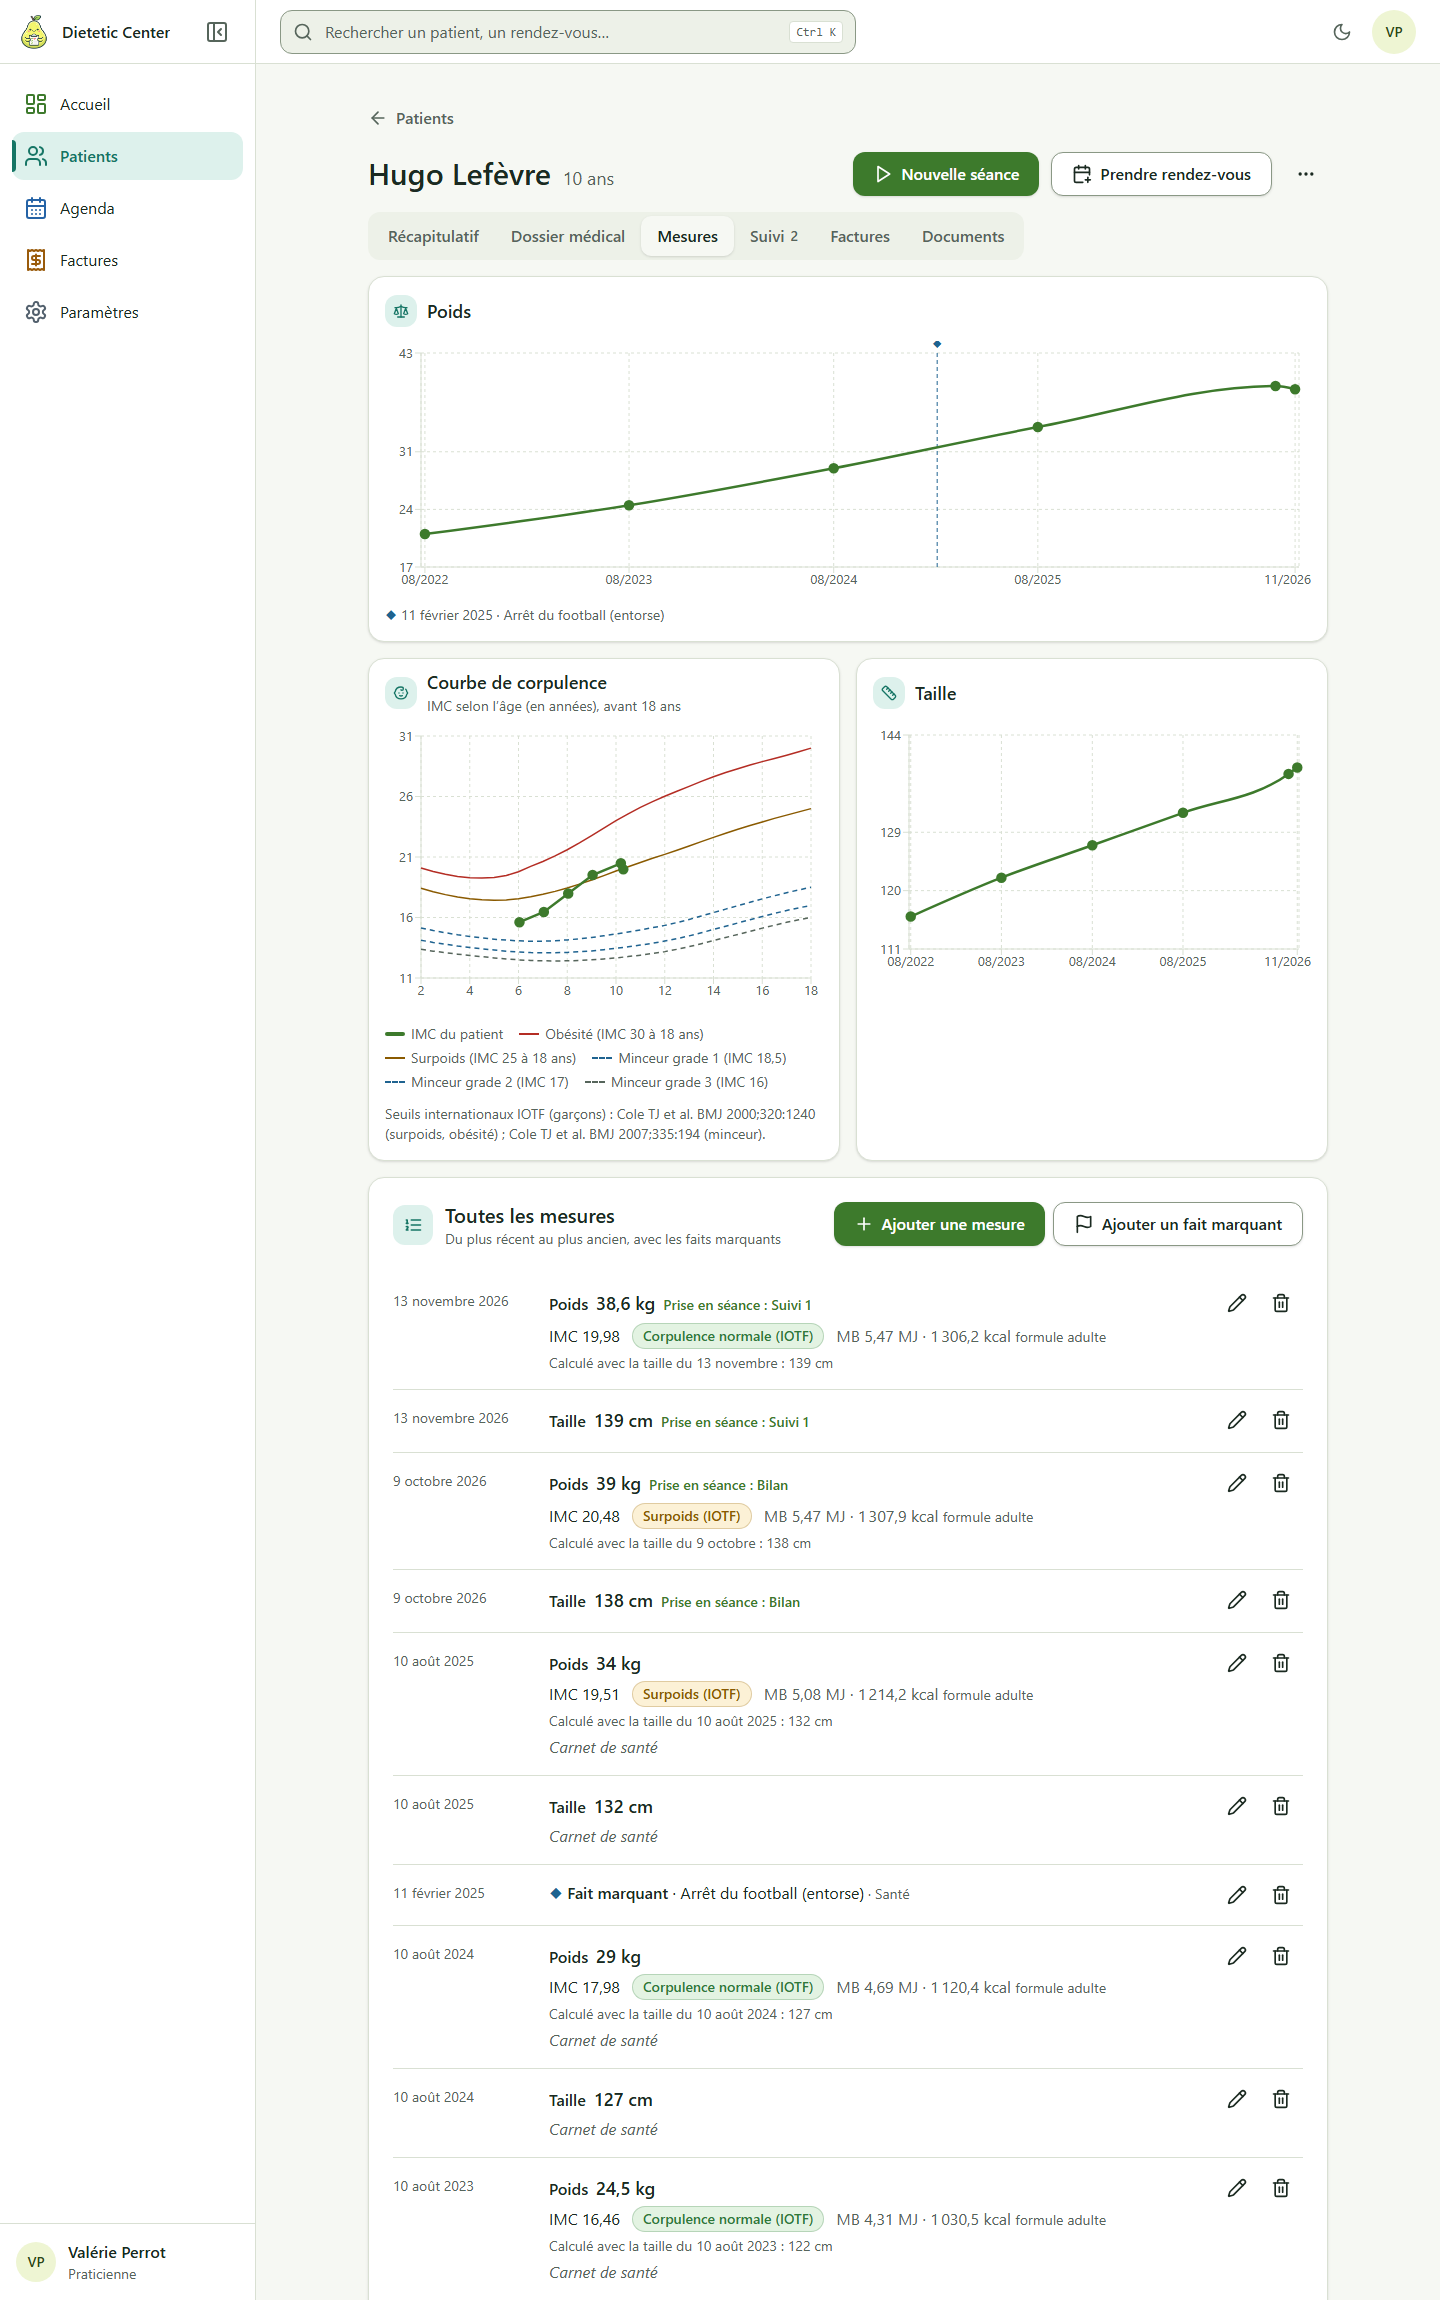 Dietetic Center
Rechercher un patient, un rendez-vous...
Ctrl K
VP
Accueil
Patients
Agenda
Factures
Paramètres
Patients
Hugo Lefèvre 10 ans
Nouvelle séance
Prendre rendez-vous
Récapitulatif
Dossier médical
Mesures
Suivi 2
Factures
Documents
Poids
43
31
24
17
08/2022
08/2023
08/2024
08/2025
11/2026
11 février 2025 · Arrêt du football (entorse)
Courbe de corpulence
IMC selon l'âge (en années), avant 18 ans
31
26
21
16
11
2
4
6
8
10
12
14
16
18
IMC du patient
Obésité (IMC 30 à 18 ans)
Surpoids (IMC 25 à 18 ans)
Minceur grade 1 (IMC 18,5)
Minceur grade 2 (IMC 17)
Minceur grade 3 (IMC 16)
Seuils internationaux IOTF (garçons) : Cole TJ et al. BMJ 2000;320:1240
(surpoids, obésité) ; Cole TJ et al. BMJ 2007;335:194 (minceur).
Taille
144
129
120
111
08/2022
08/2023
08/2024
08/2025
11/2026
Toutes les mesures
Du plus récent au plus ancien, avec les faits marquants
Ajouter une mesure
Ajouter un fait marquant
13 novembre 2026
Poids 38,6 kg Prise en séance : Suivi 1
IMC 19,98 Corpulence normale (IOTF) MB 5,47 MJ · 1 306,2 kcal formule adulte
Calculé avec la taille du 13 novembre : 139 cm
13 novembre 2026
Taille 139 cm Prise en séance : Suivi 1
9 octobre 2026
Poids 39 kg Prise en séance : Bilan
IMC 20,48 Surpoids (IOTF) MB 5,47 MJ · 1 307,9 kcal formule adulte
Calculé avec la taille du 9 octobre : 138 cm
9 octobre 2026
Taille 138 cm Prise en séance : Bilan
10 août 2025
Poids 34 kg
IMC 19,51 Surpoids (IOTF) MB 5,08 MJ · 1 214,2 kcal formule adulte
Calculé avec la taille du 10 août 2025 : 132 cm
Carnet de santé
10 août 2025
Taille 132 cm
Carnet de santé
11 février 2025
Fait marquant · Arrêt du football (entorse) · Santé
10 août 2024
Poids 29 kg
IMC 17,98 Corpulence normale (IOTF) MB 4,69 MJ · 1 120,4 kcal formule adulte
Calculé avec la taille du 10 août 2024 : 127 cm
Carnet de santé
10 août 2024
Taille 127 cm
Carnet de santé
10 août 2023
Poids 24,5 kg
IMC 16,46 Corpulence normale (IOTF) MB 4,31 MJ · 1 030,5 kcal formule adulte
Calculé avec la taille du 10 août 2023 : 122 cm
Carnet de santé
VP
Valérie Perrot
Praticienne